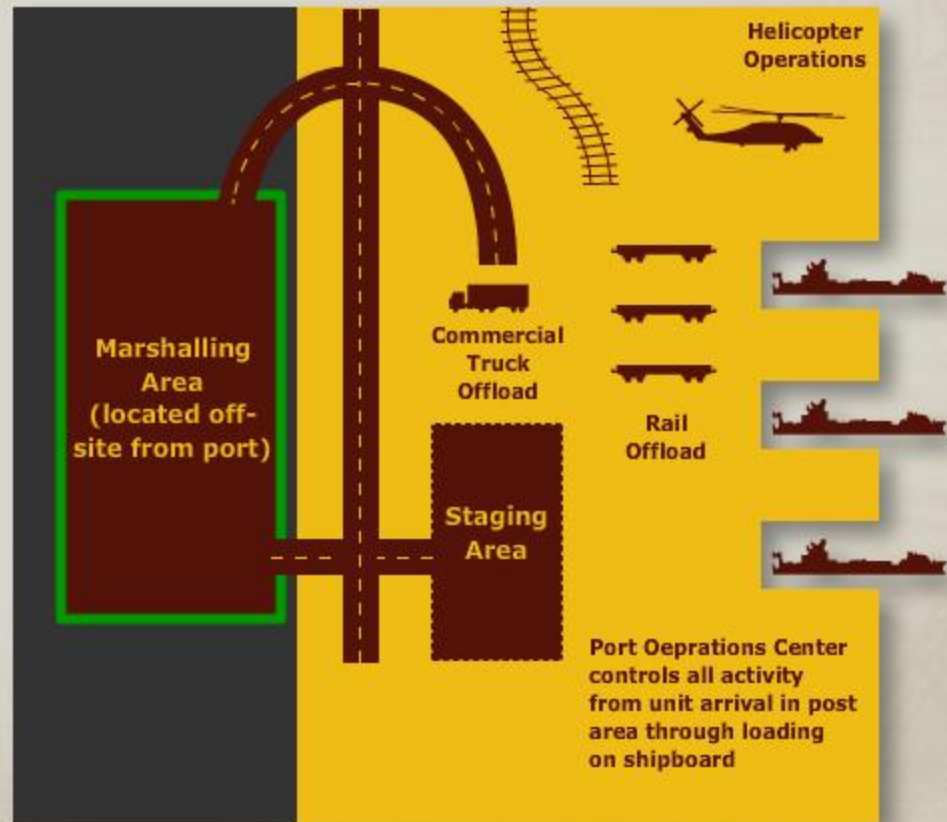 Helicopter
Operations
Marshalling
Area
(located off-
site from port)
Commercial
Truck
Offload
Rail
Offload
Staging
Area
Port Oeprations Center
controls all activity
from unit arrival in post
area through loading
on shipboard